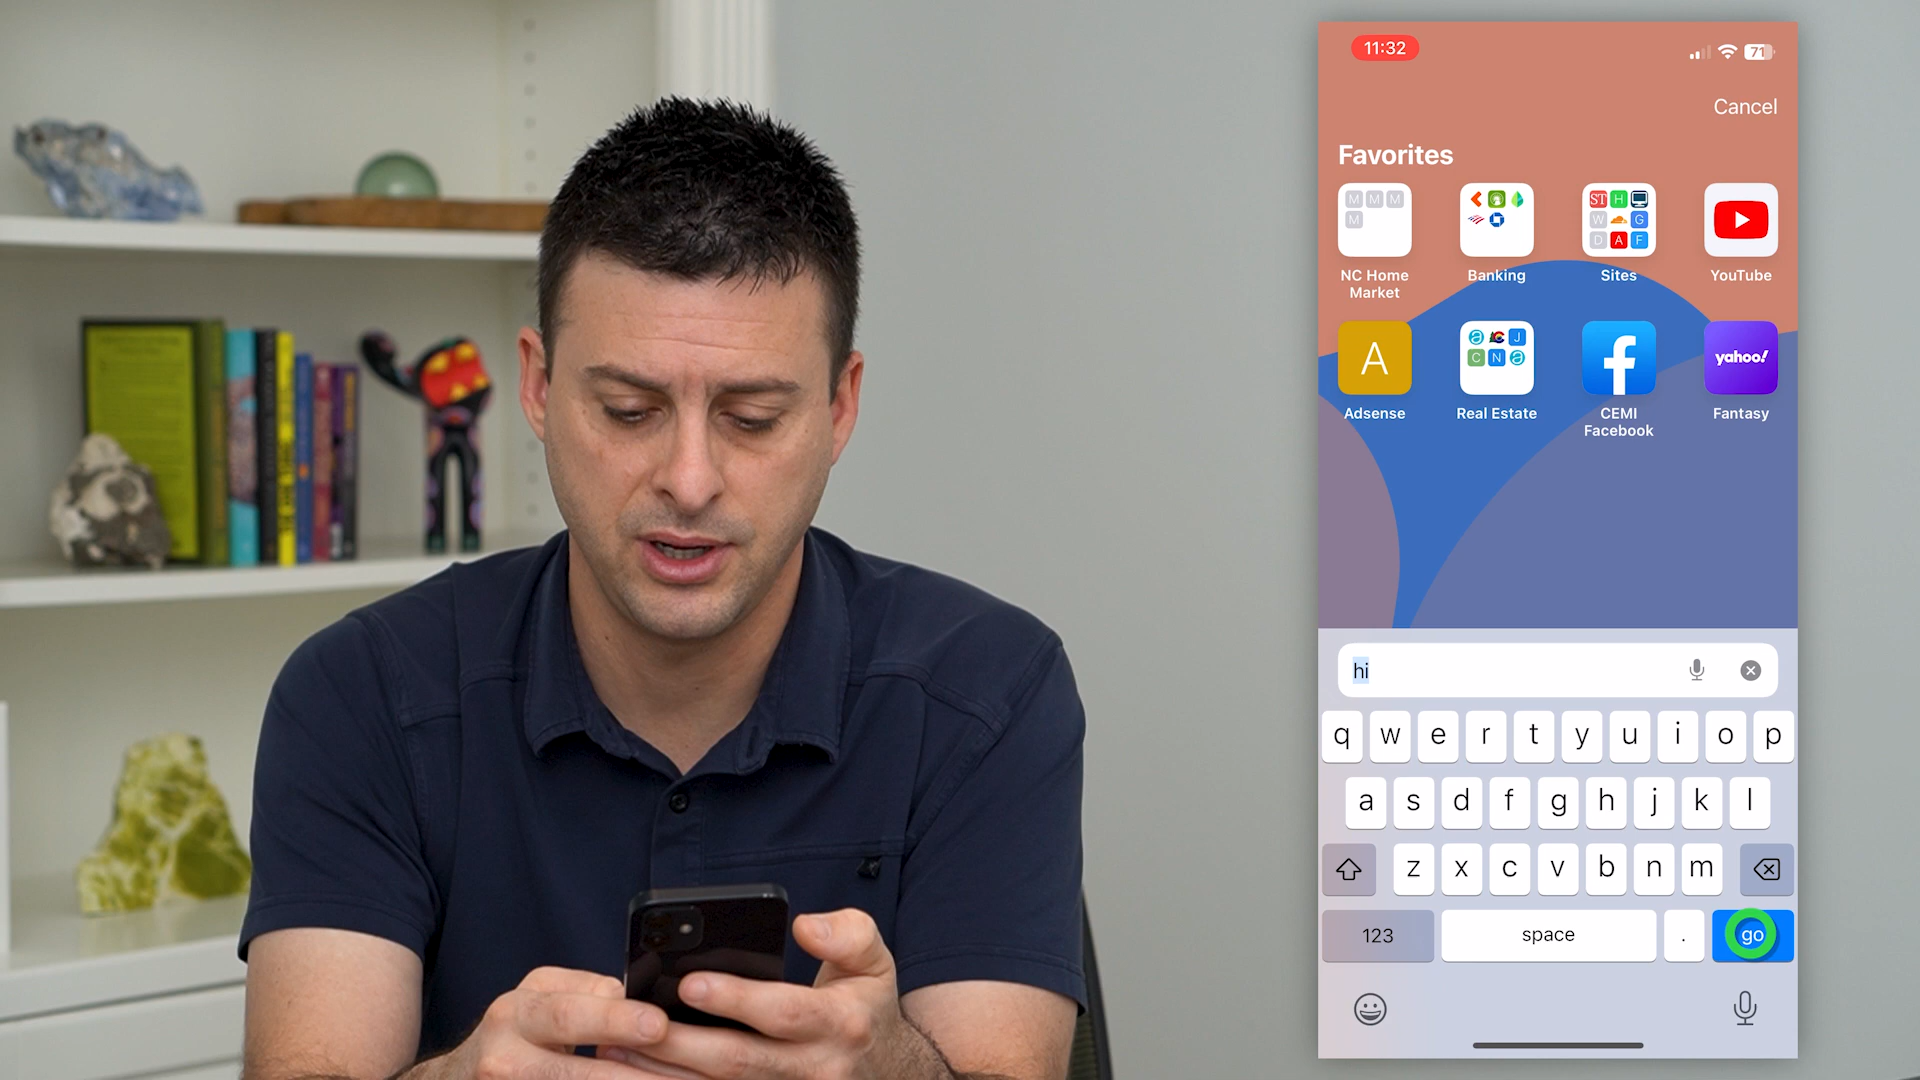 11:32
71
Cancel
Favorites
M M M
M
ST H
W G
D A F
NC Home
Market
Banking
Sites
YouTube
A
J
C N
yahoo!
Adsense
Real Estate
CEMI
Facebook
Fantasy
hi
q w e r t y u i o p
a s d f g h j k l
z x c v b n m
123 space . go